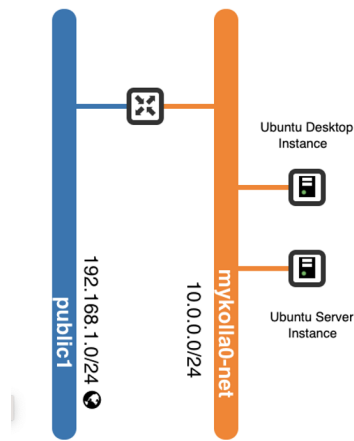 Ubuntu Desktop
Instance
Ubuntu Server
Instance
mykolla0-net
10.0.0.0/24
192.168.1.0/24
public1